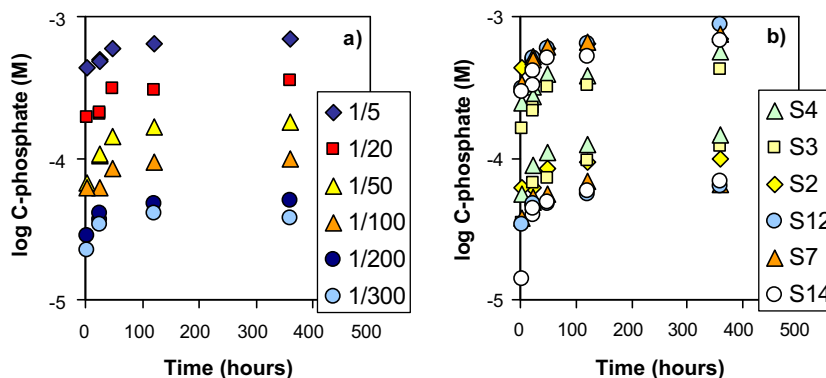 -3
-4
-5
0
100
200
300
400
500
log C-phosphate (M)
Time (hours)
a)
1/5
1/20
1/50
1/100
1/200
1/300
-3
-4
-5
0
100
200
300
400
500
log C-phosphate (M)
Time (hours)
b)
S4
S3
S2
S12
S7
S14